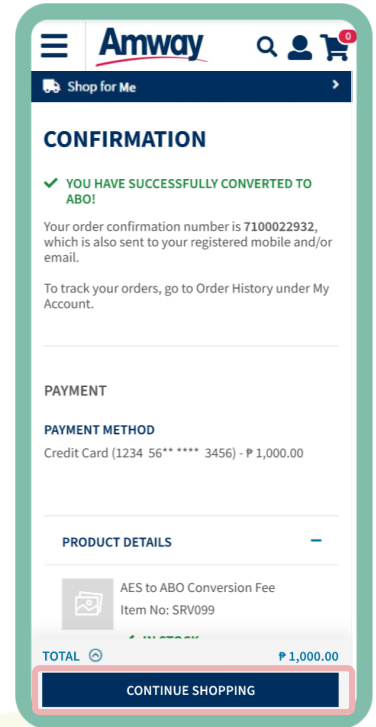 Amway
0
Shop for Me
CONFIRMATION
YOU HAVE SUCCESSFULLY CONVERTED TO
ABO!
Your order confirmation number is 7100022932,
which is also sent to your registered mobile and/or
email.
To track your orders, go to Order History under My
Account.
PAYMENT
PAYMENT METHOD
Credit Card (1234 56** **** 3456) - ₱ 1,000.00
PRODUCT DETAILS
AES to ABO Conversion Fee
Item No: SRV099
IN STOCK
TOTAL ₱ 1,000.00
CONTINUE SHOPPING